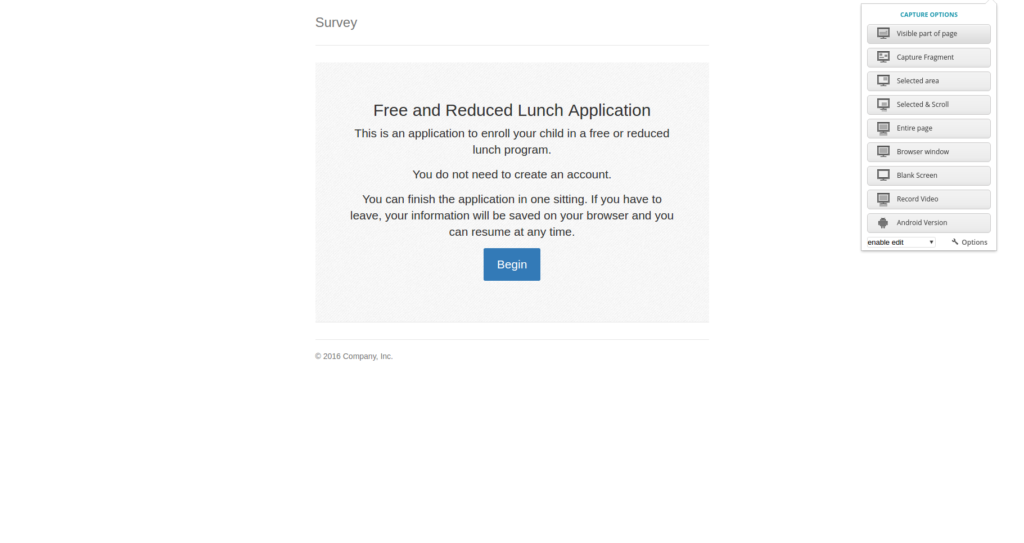 Survey
Free and Reduced Lunch Application
This is an application to enroll your child in a free or reduced
lunch program.
You do not need to create an account.
You can finish the application in one sitting. If you have to
leave, your information will be saved on your browser and you
can resume at any time.
Begin
© 2016 Company, Inc.
CAPTURE OPTIONS
Visible part of page
Capture Fragment
Selected area
Selected & Scroll
Entire page
Browser window
Blank Screen
Record Video
Android Version
enable edit
Options